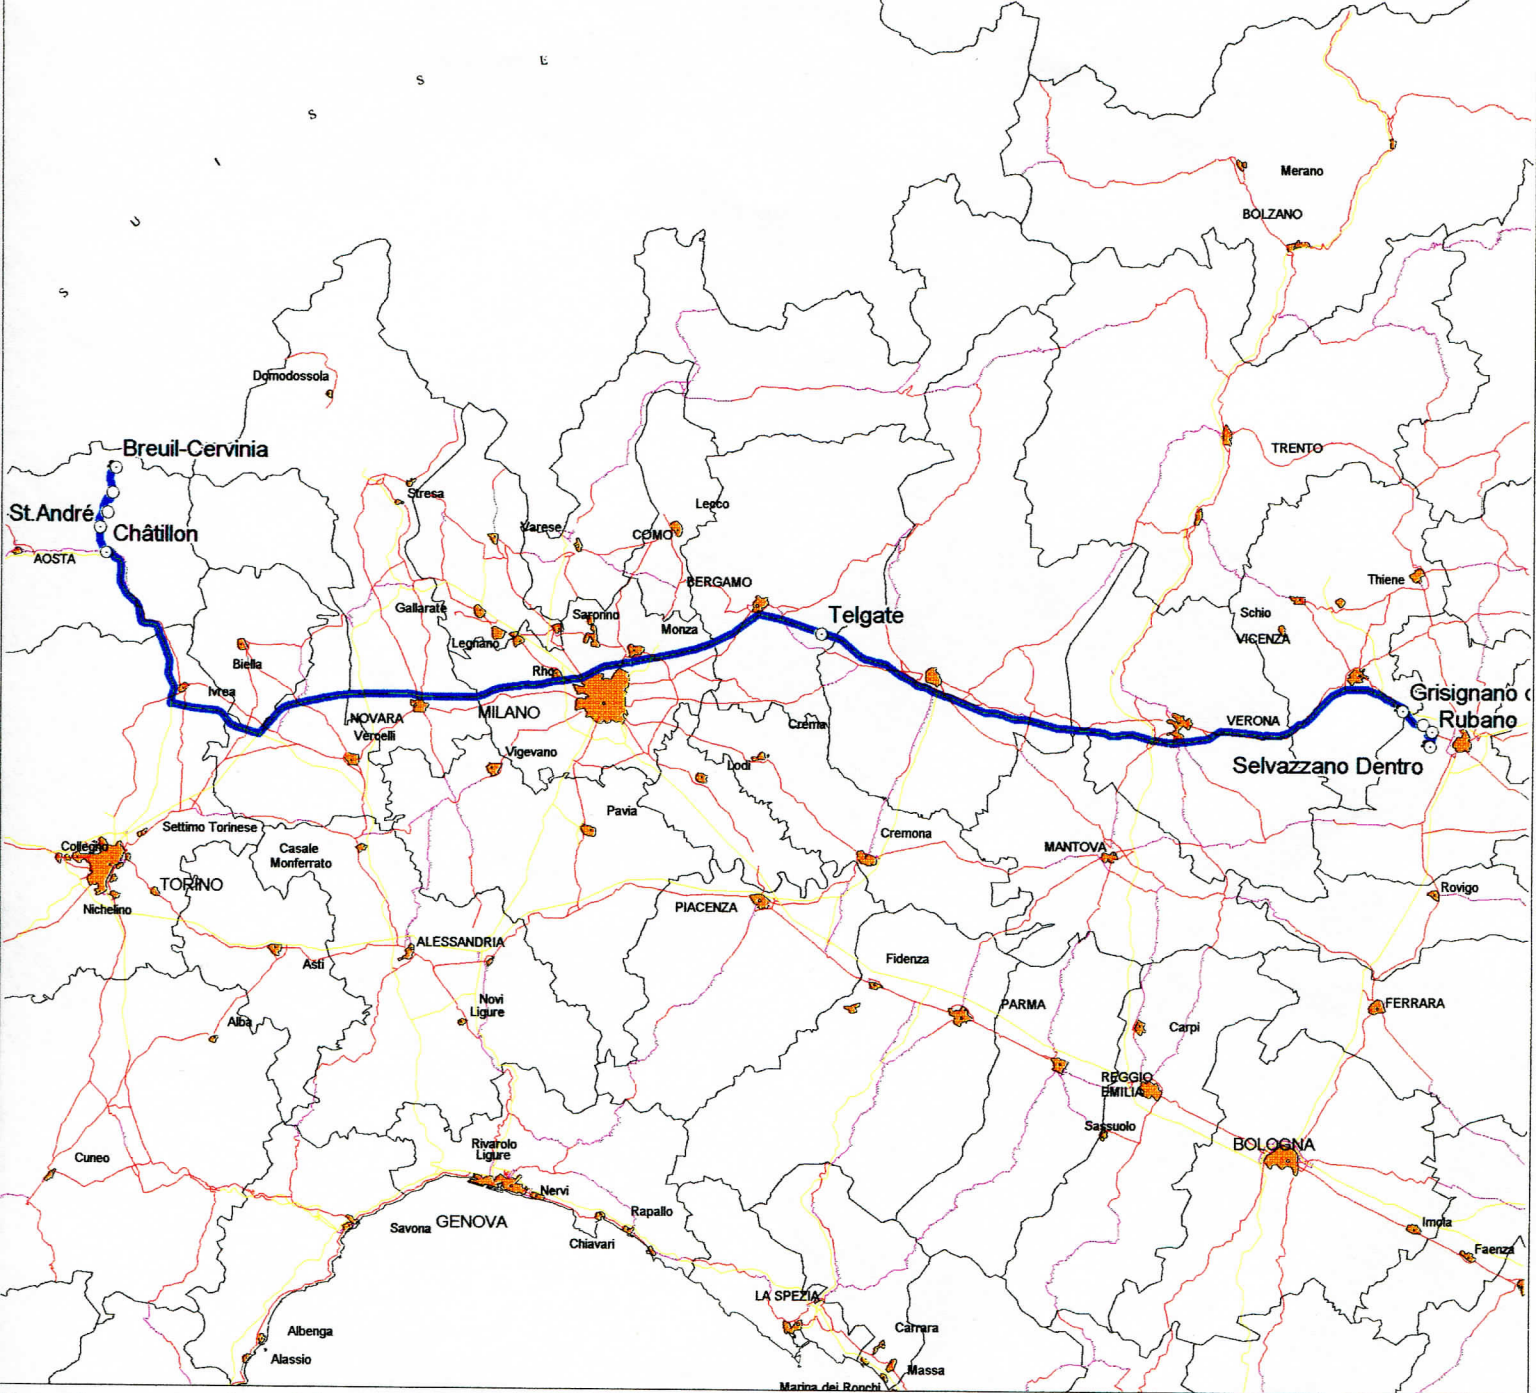 S U I S S E
Merano
BOLZANO
Domodossola
Breuil-Cervinia
TRENTO
Stresa
Lecco
St.André
Varese
COMO
Châtillon
AOSTA
BERGAMO
Thiene
Gallarate
Saronno
Telgate
Schio
Legnano
Monza
VICENZA
Biella
Rho
Ivrea
Grisignano
NOVARA
MILANO
Crema
VERONA
Rubano
Vercelli
Vigevano
Lodi
Selvazzano Dentro
Pavia
Settimo Torinese
Cremona
Collegno
Casale
Monferrato
MANTOVA
TORINO
Rovigo
Nichelino
PIACENZA
ALESSANDRIA
Asti
Fidenza
Novi
Ligure
PARMA
FERRARA
Alba
Carpi
REGGIO
EMILIA
Sassuolo
BOLOGNA
Rivarolo
Ligure
Cuneo
Nervi
Rapallo
Savona
GENOVA
Imola
Chiavari
Faenza
LA SPEZIA
Albenga
Carrara
Alassio
Massa
Marina dei Ronchi